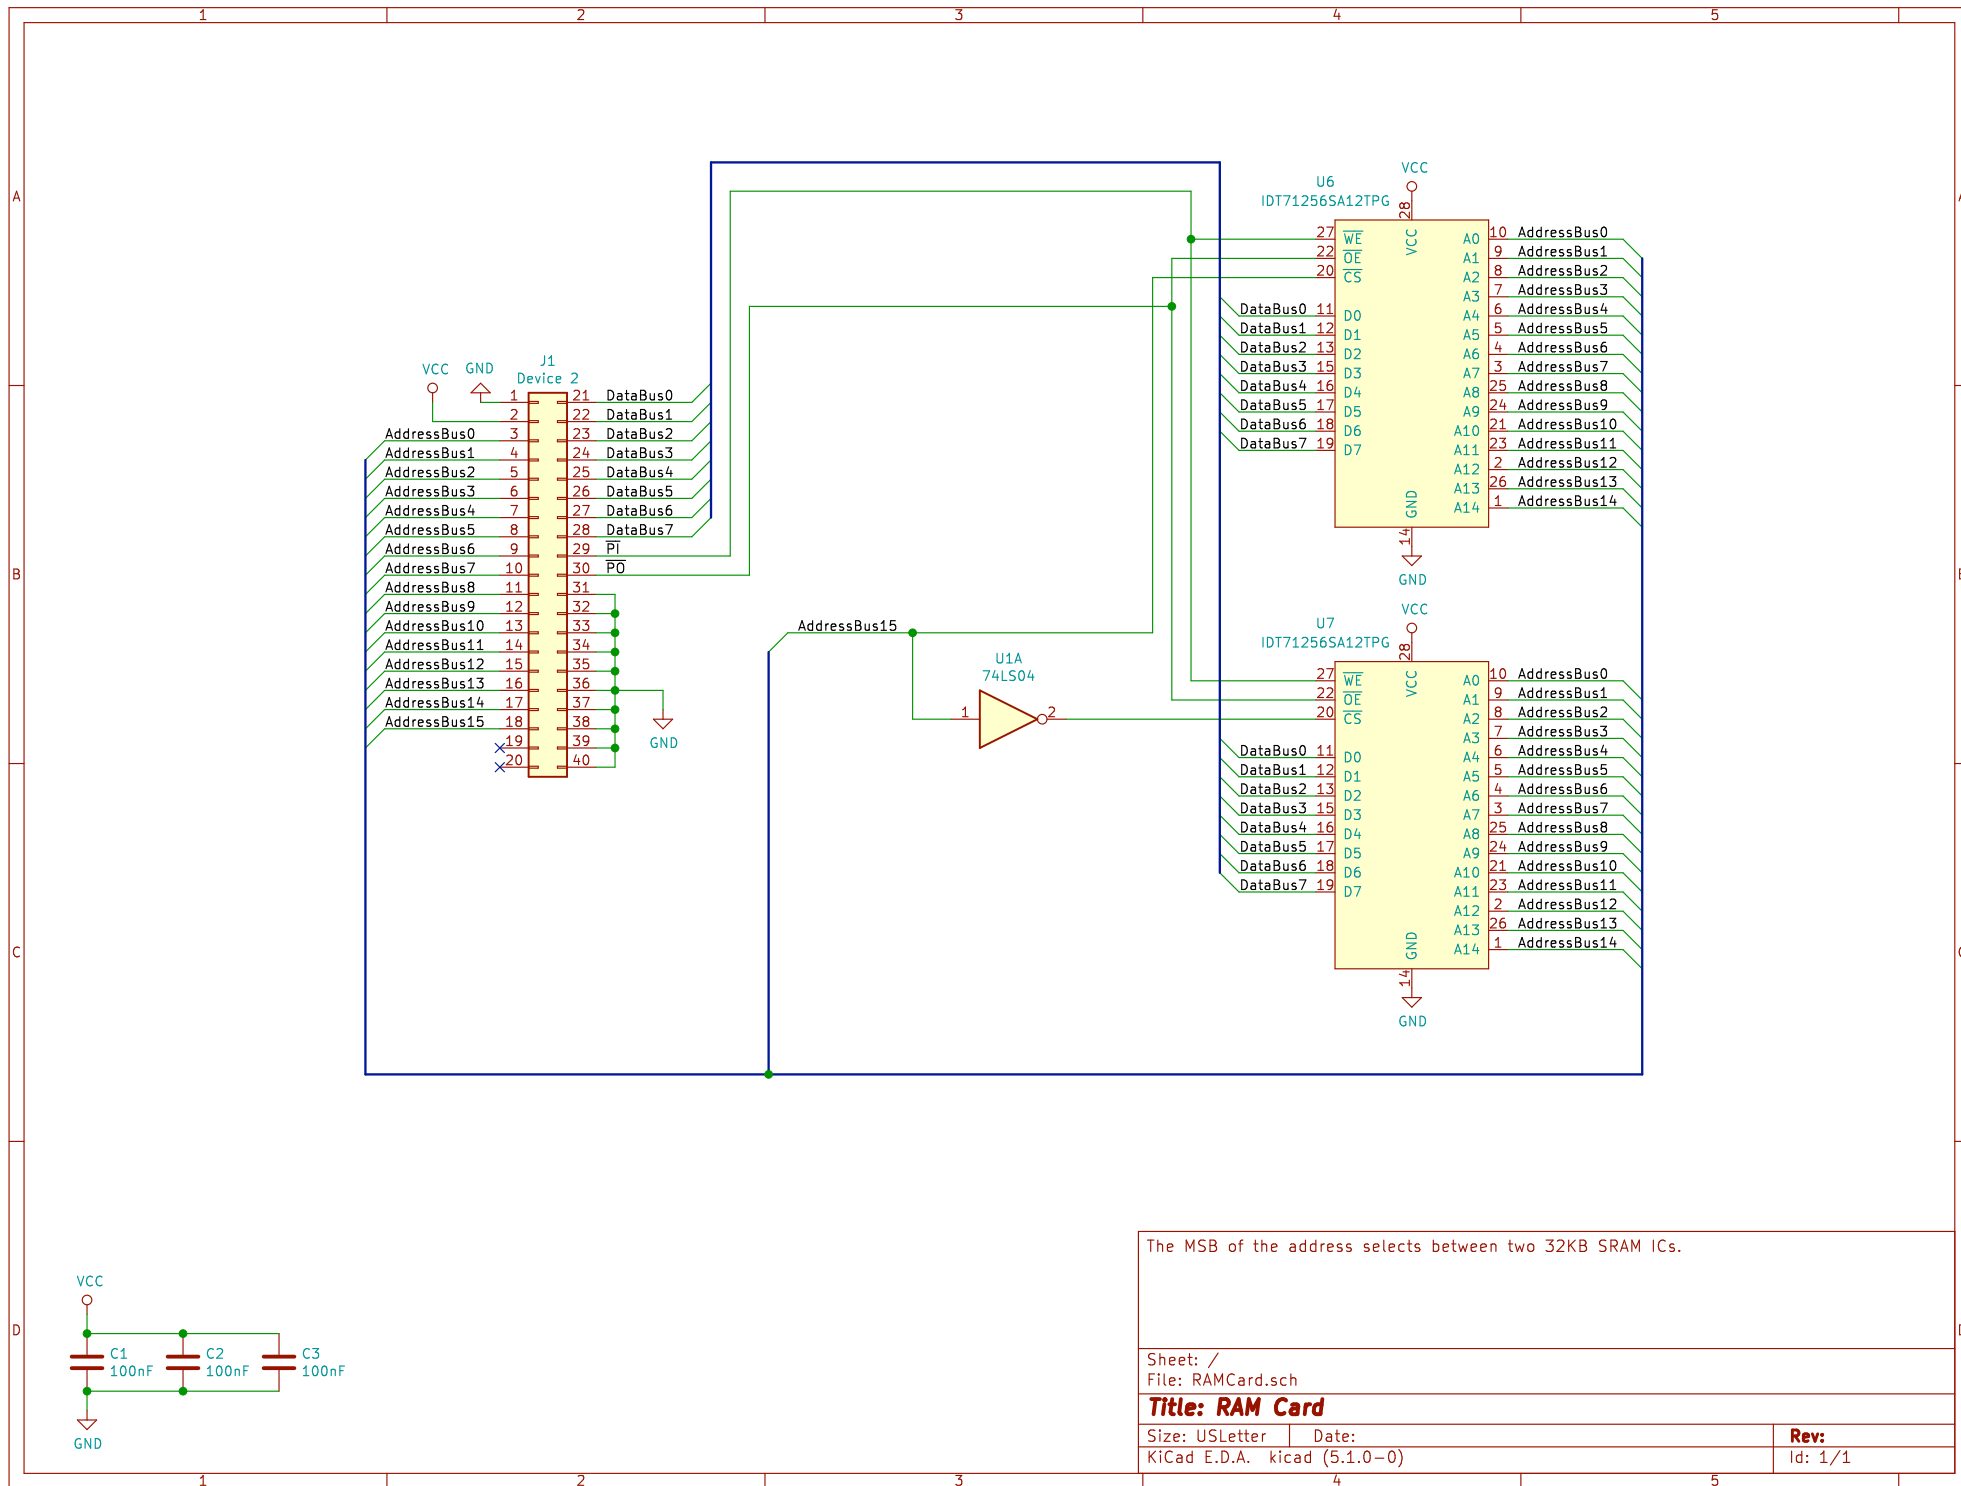 1 2 3 4 5
A
B
C
D
VCC
U6
IDT71256SA12TPG
28
VCC
27 WE
22 OE
20 CS
DataBus0 11 D0
DataBus1 12 D1
DataBus2 13 D2
DataBus3 15 D3
DataBus4 16 D4
DataBus5 17 D5
DataBus6 18 D6
DataBus7 19 D7
A0 10 AddressBus0
A1 9 AddressBus1
A2 8 AddressBus2
A3 7 AddressBus3
A4 6 AddressBus4
A5 5 AddressBus5
A6 4 AddressBus6
A7 3 AddressBus7
A8 25 AddressBus8
A9 24 AddressBus9
A10 21 AddressBus10
A11 23 AddressBus11
A12 2 AddressBus12
A13 26 AddressBus13
A14 1 AddressBus14
GND
14
GND
VCC GND
J1
Device 2
1 21 DataBus0
2 22 DataBus1
AddressBus0 3 23 DataBus2
AddressBus1 4 24 DataBus3
AddressBus2 5 25 DataBus4
AddressBus3 6 26 DataBus5
AddressBus4 7 27 DataBus6
AddressBus5 8 28 DataBus7
AddressBus6 9 29 PI
AddressBus7 10 30 PO
AddressBus8 11 31
AddressBus9 12 32
AddressBus10 13 33
AddressBus11 14 34
AddressBus12 15 35
AddressBus13 16 36
AddressBus14 17 37
AddressBus15 18 38
19 39
20 40
GND
AddressBus15
U1A
74LS04
1 2
VCC
U7
IDT71256SA12TPG
28
VCC
27 WE
22 OE
20 CS
DataBus0 11 D0
DataBus1 12 D1
DataBus2 13 D2
DataBus3 15 D3
DataBus4 16 D4
DataBus5 17 D5
DataBus6 18 D6
DataBus7 19 D7
A0 10 AddressBus0
A1 9 AddressBus1
A2 8 AddressBus2
A3 7 AddressBus3
A4 6 AddressBus4
A5 5 AddressBus5
A6 4 AddressBus6
A7 3 AddressBus7
A8 25 AddressBus8
A9 24 AddressBus9
A10 21 AddressBus10
A11 23 AddressBus11
A12 2 AddressBus12
A13 26 AddressBus13
A14 1 AddressBus14
GND
14
GND
VCC
C1
100nF
C2
100nF
C3
100nF
GND
The MSB of the address selects between two 32KB SRAM ICs.
Sheet: /
File: RAMCard.sch
Title: RAM Card
Size: USLetter Date: Rev:
KiCad E.D.A. kicad (5.1.0-0) Id: 1/1
1 2 3 4 5